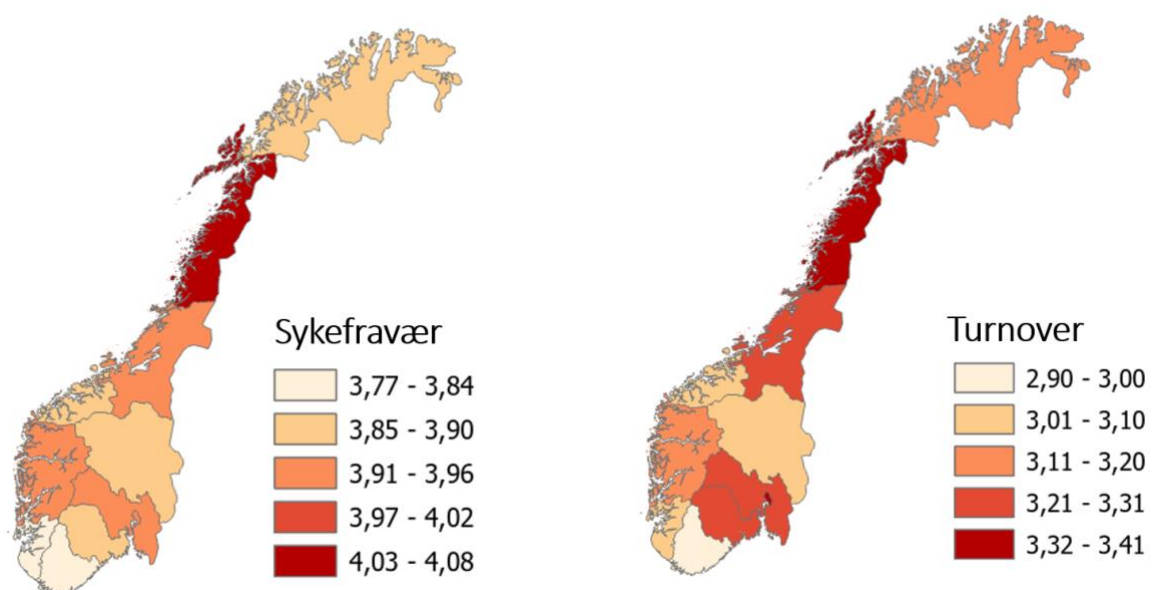 Sykefravær
3,77 - 3,84
3,85 - 3,90
3,91 - 3,96
3,97 - 4,02
4,03 - 4,08
Turnover
2,90 - 3,00
3,01 - 3,10
3,11 - 3,20
3,21 - 3,31
3,32 - 3,41